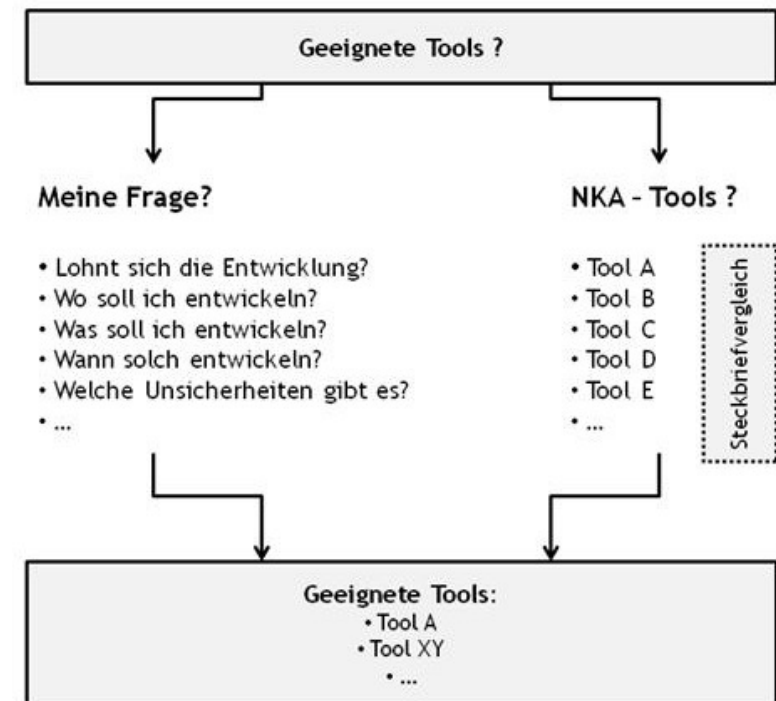 Geeignete Tools ?
Meine Frage?
• Lohnt sich die Entwicklung?
• Wo soll ich entwickeln?
• Was soll ich entwickeln?
• Wann solch entwickeln?
• Welche Unsicherheiten gibt es?
• ...
NKA - Tools ?
• Tool A
• Tool B
• Tool C
• Tool D
• Tool E
• ...
Steckbriefvergleich
Geeignete Tools:
• Tool A
• Tool XY
• ...